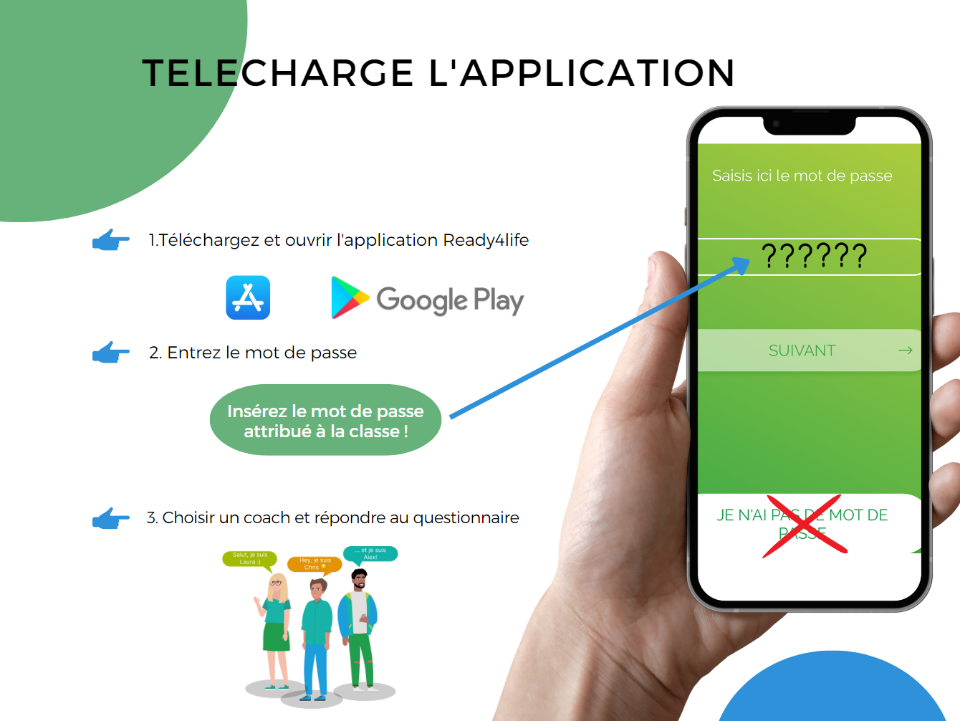 TELECHARGE L'APPLICATION
1.Téléchargez et ouvrir l'application Ready4life
Google Play
2. Entrez le mot de passe
Insérez le mot de passe
attribué à la classe !
3. Choisir un coach et répondre au questionnaire
Salut, je suis
Laura :)
Hey, je suis
Chris
... et je suis
Alex!
Saisis ici le mot de passe
??????
SUIVANT →
JE N'AI PAS DE MOT DE
PASSE